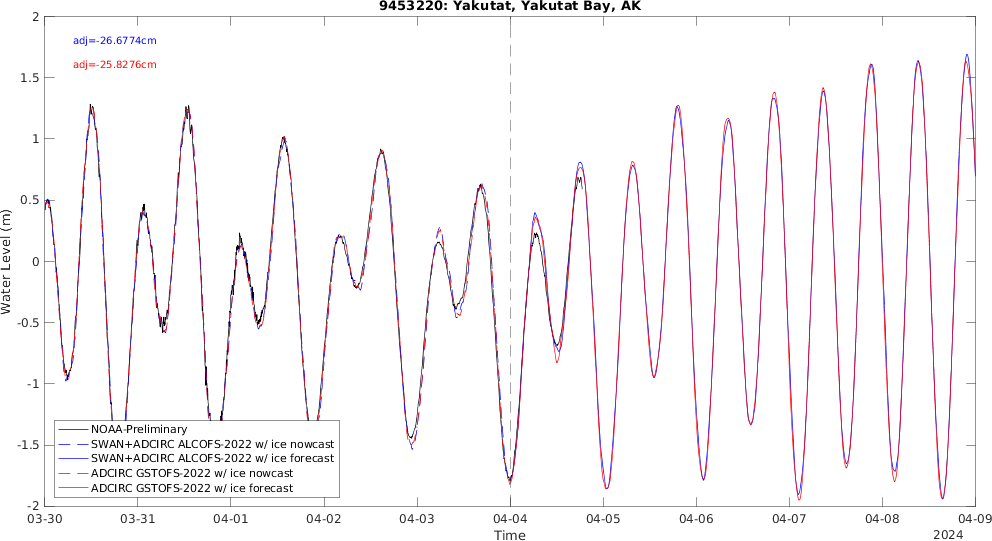 9453220: Yakutat, Yakutat Bay, AK
2
1.5
1
0.5
0
-0.5
-1
-1.5
-2
Water Level (m)
adj=-26.6774cm
adj=-25.8276cm
NOAA-Preliminary
SWAN+ADCIRC ALCOFS-2022 w/ ice nowcast
SWAN+ADCIRC ALCOFS-2022 w/ ice forecast
ADCIRC GSTOFS-2022 w/ ice nowcast
ADCIRC GSTOFS-2022 w/ ice forecast
03-30 03-31 04-01 04-02 04-03 04-04 04-05 04-06 04-07 04-08 04-09
Time
2024